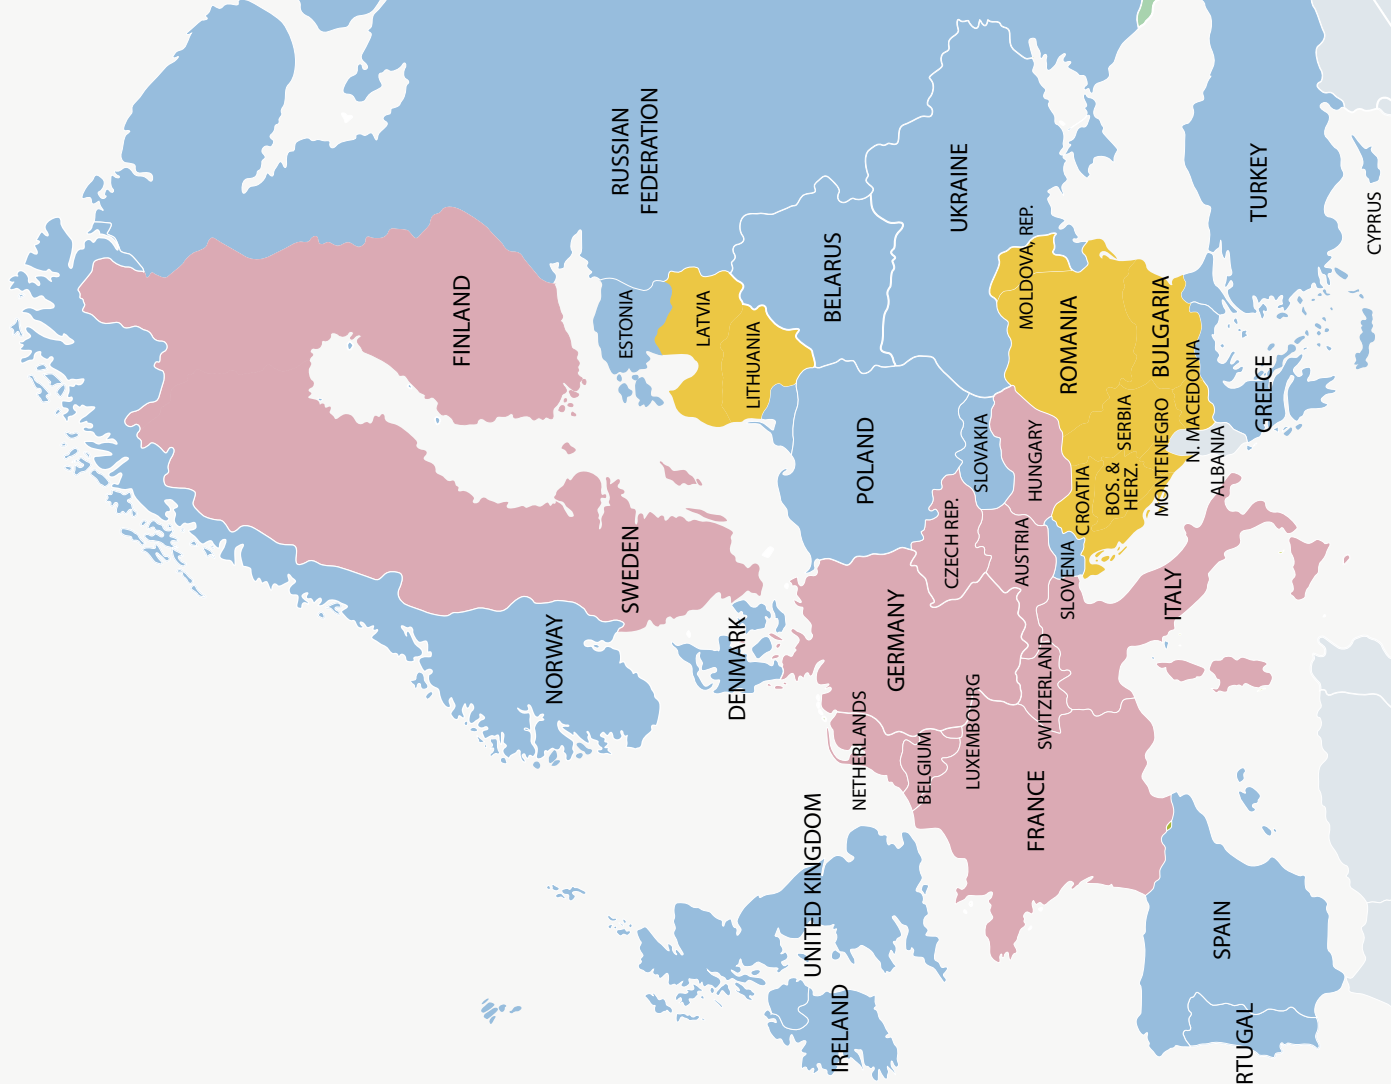 RUSSIAN
FEDERATION
FINLAND
ESTONIA
LATVIA
LITHUANIA
BELARUS
UKRAINE
MOLDOVA, REP.
ROMANIA
BULGARIA
TURKEY
CYPRUS
GREECE
N. MACEDONIA
ALBANIA
MONTENEGRO
SERBIA
BOS. &
HERZ.
CROATIA
HUNGARY
SLOVAKIA
POLAND
SWEDEN
NORWAY
DENMARK
GERMANY
CZECH REP.
AUSTRIA
SLOVENIA
ITALY
SWITZERLAND
LUXEMBOURG
BELGIUM
NETHERLANDS
FRANCE
UNITED KINGDOM
IRELAND
SPAIN
RTUGAL